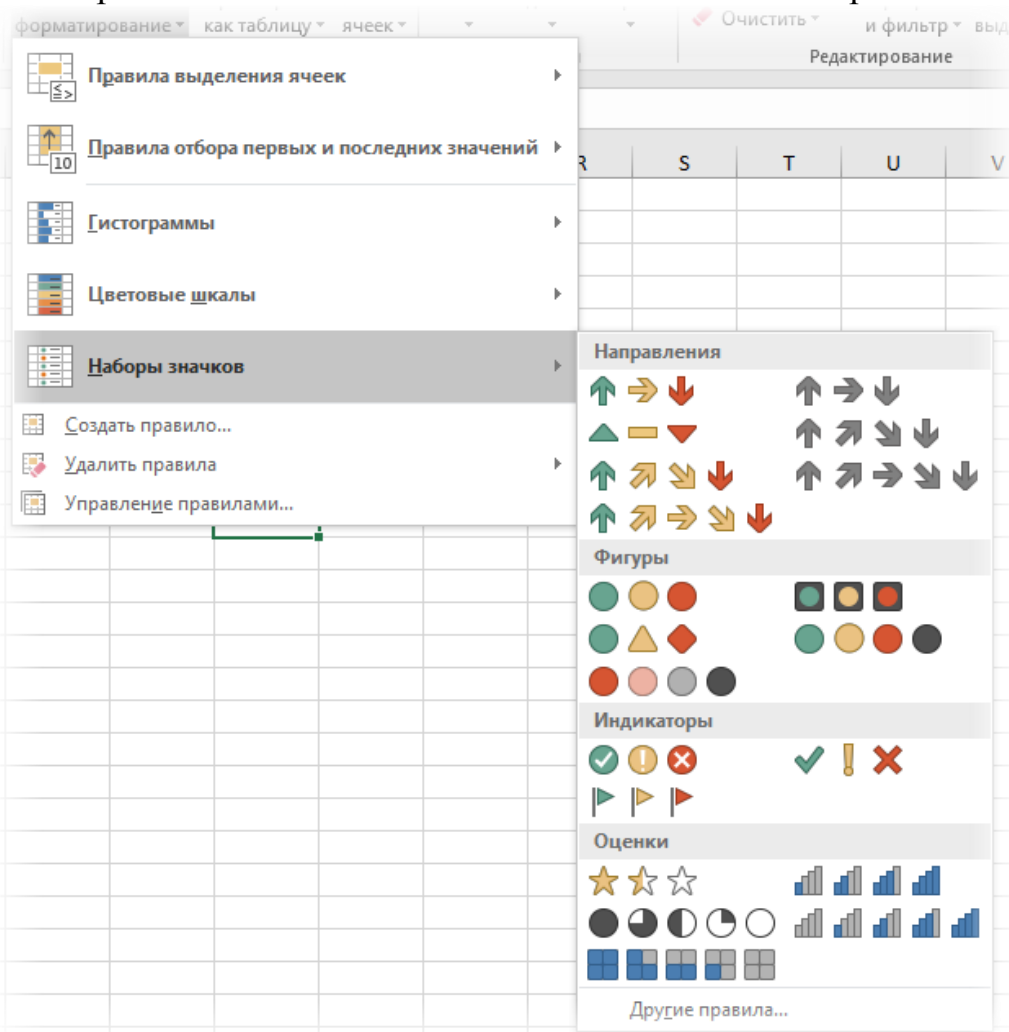 форматирование как таблицу ячеек
Очистить
и фильтр
Редактирование
Правила выделения ячеек
Правила отбора первых и последних значений
10
S T U V
Гистограммы
Цветовые шкалы
Наборы значков
Создать правило...
Удалить правила
Управление правилами...
Направления
Фигуры
Индикаторы
Оценки
Другие правила...